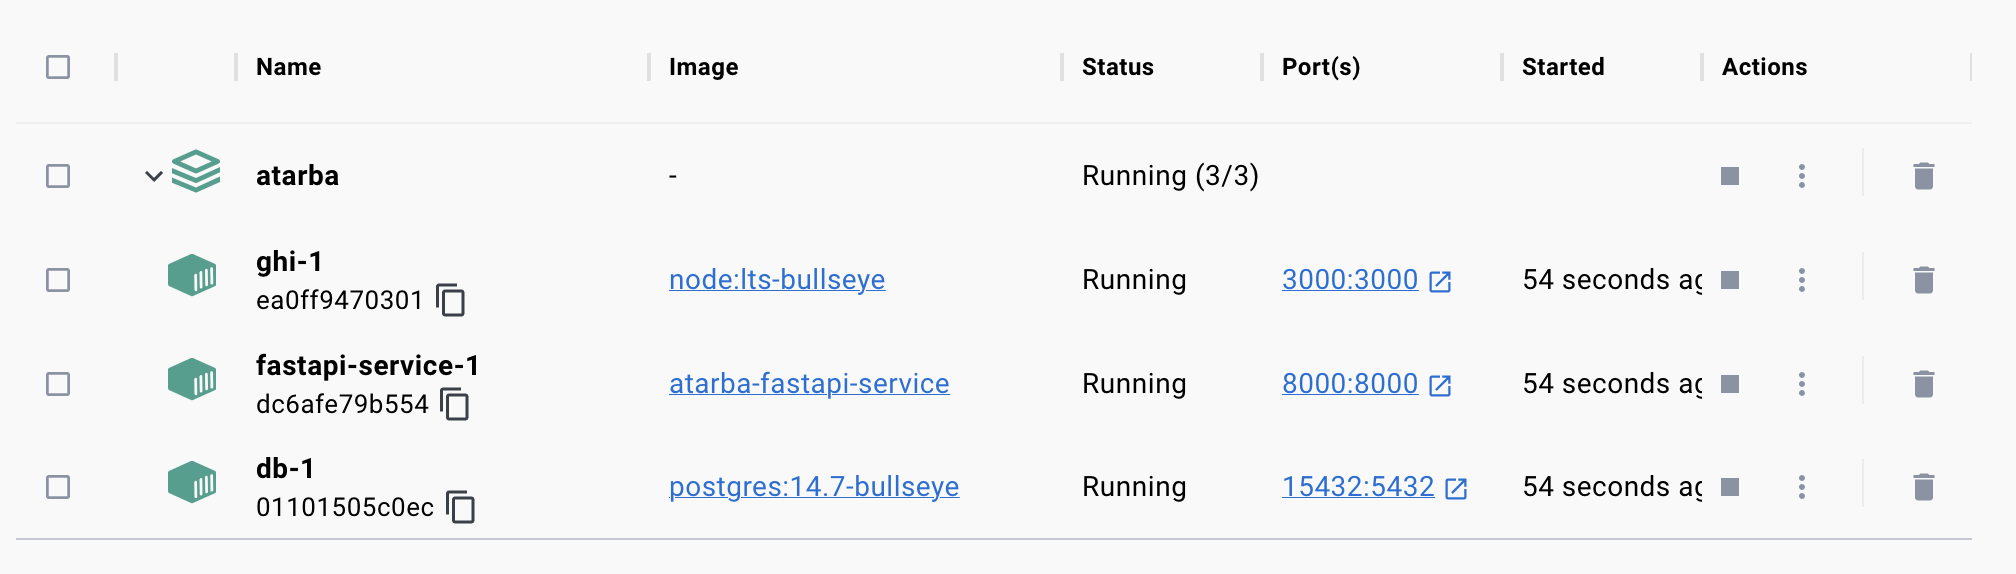 Name Image Status Port(s) Started Actions
atarba - Running (3/3)
ghi-1
ea0ff9470301 node:lts-bullseye Running 3000:3000 54 seconds ag
fastapi-service-1
dc6afe79b554 atarba-fastapi-service Running 8000:8000 54 seconds ag
db-1
01101505c0ec postgres:14.7-bullseye Running 15432:5432 54 seconds ag